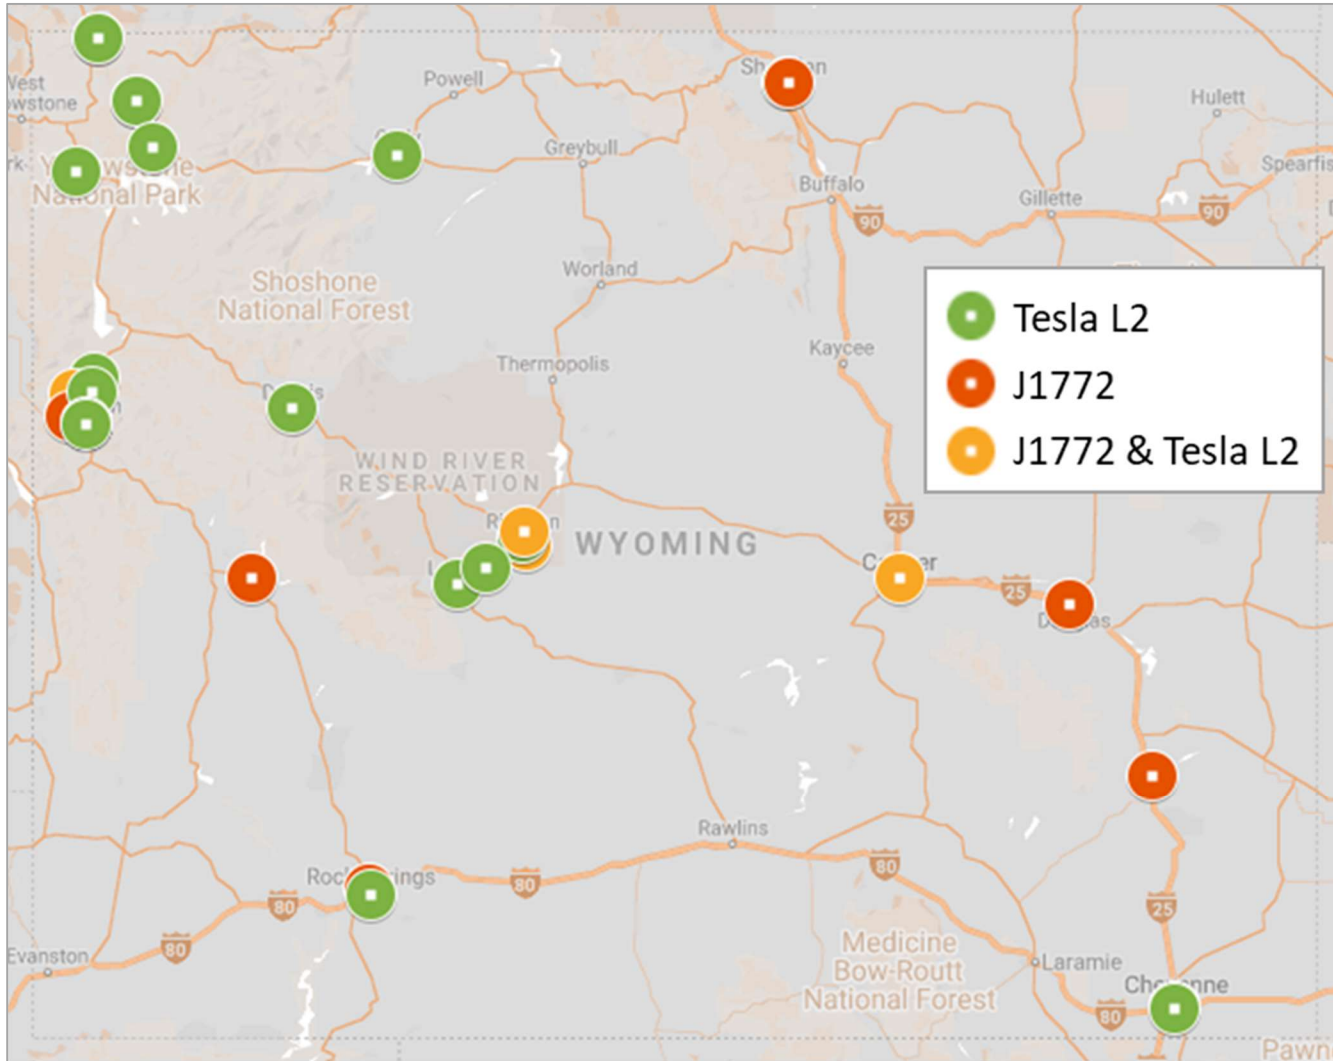 West
Yellowstone
National Park
Powell
Greybull
Hulett
Spearfis
Buffalo
Gillette
90
90
Shoshone
National Forest
Worland
Thermopolis
Kaycee
Tesla L2
J1772
J1772 & Tesla L2
WIND RIVER
RESERVATION
WYOMING
25
25
Rawlins
80
80
80
80
Evanston
Medicine
Bow-Routt
National Forest
Laramie
25
80
Pawn